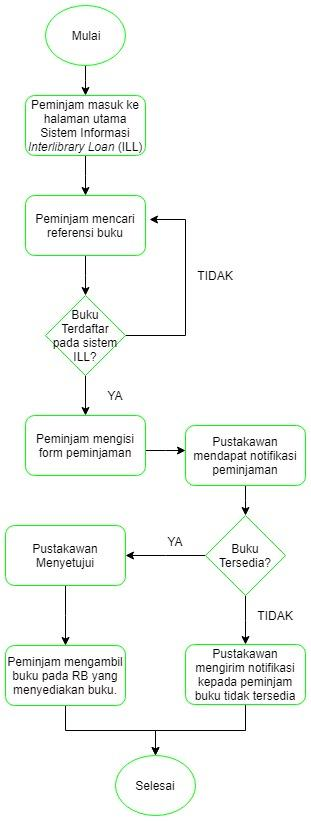 Mulai
Peminjam masuk ke
halaman utama
Sistem Informasi
Interlibrary Loan (ILL)
Peminjam mencari
referensi buku
TIDAK
Buku
Terdaftar
pada sistem
ILL?
YA
Peminjam mengisi
form peminjaman
Pustakawan
mendapat notifikasi
peminjaman
Buku
Tersedia?
YA
Pustakawan
Menyetujui
TIDAK
Peminjam mengambil
buku pada RB yang
menyediakan buku.
Pustakawan
mengirim notifikasi
kepada peminjam
buku tidak tersedia
Selesai